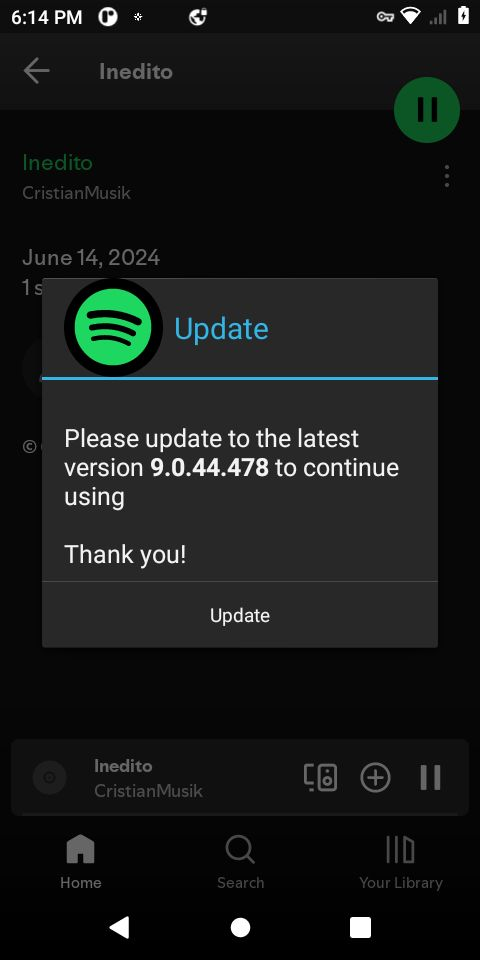 6:14 PM
Inedito
Inedito
CristianMusik
June 14, 2024
1 s
Update
Please update to the latest
version 9.0.44.478 to continue
using
Thank you!
Update
©
Inedito
CristianMusik
Home
Search
Your Library